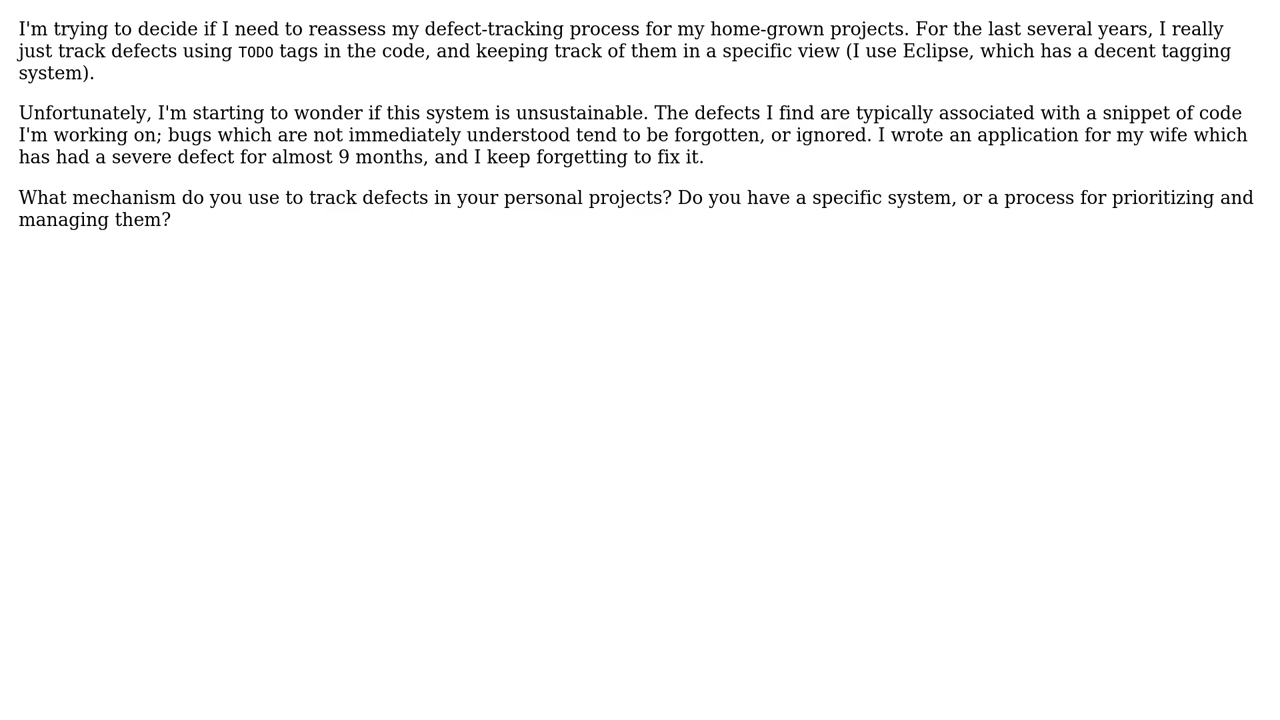 I'm trying to decide if I need to reassess my defect-tracking process for my home-grown projects. For the last several years, I really
just track defects using TODO tags in the code, and keeping track of them in a specific view (I use Eclipse, which has a decent tagging
system).
Unfortunately, I'm starting to wonder if this system is unsustainable. The defects I find are typically associated with a snippet of code
I'm working on; bugs which are not immediately understood tend to be forgotten, or ignored. I wrote an application for my wife which
has had a severe defect for almost 9 months, and I keep forgetting to fix it.
What mechanism do you use to track defects in your personal projects? Do you have a specific system, or a process for prioritizing and
managing them?